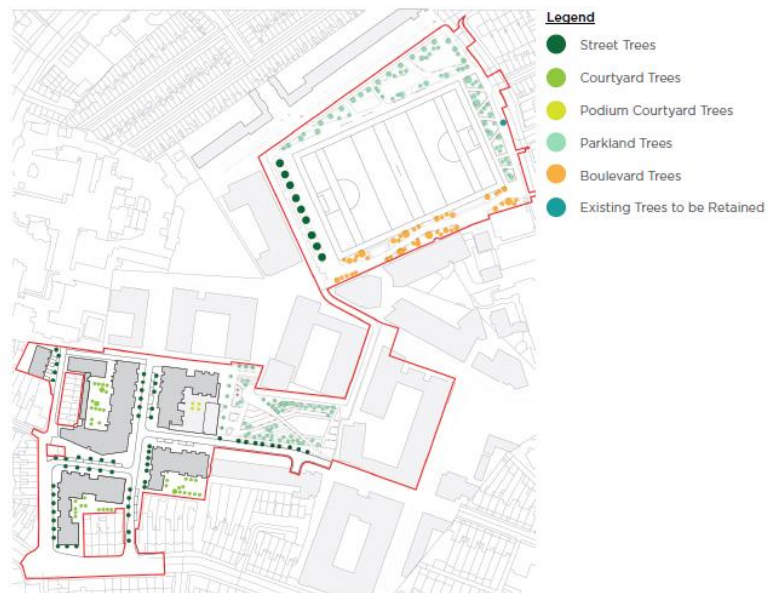 Legend
Street Trees
Courtyard Trees
Podium Courtyard Trees
Parkland Trees
Boulevard Trees
Existing Trees to be Retained